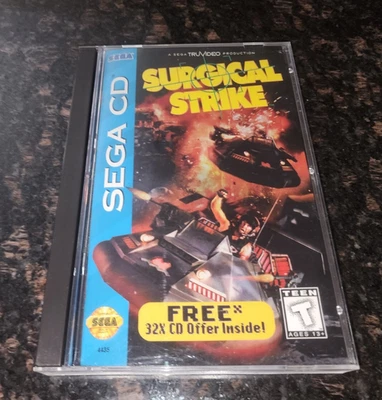 A SEGA TRUVIDEO PRODUCTION
SEGA
SURGICAL
STRIKE
SEGA CD
FREE*
32X CD Offer Inside!
SEGA
TEEN
T
AGES 13+